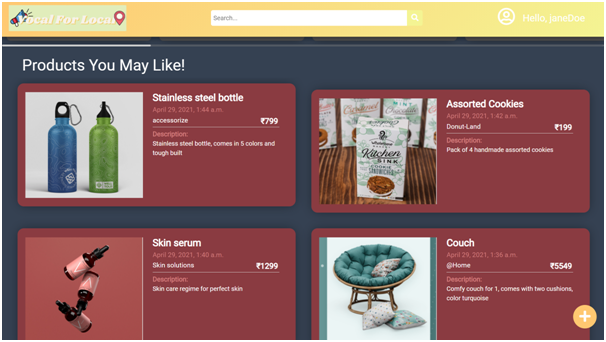 Vocal For Local
Search...
Hello, janeDoe
Products You May Like!
Stainless steel bottle
April 29, 2021, 1:44 a.m.
accessorize ₹799
Description:
Stainless steel bottle, comes in 5 colors and
tough built
Assorted Cookies
April 29, 2021, 1:42 a.m.
Donut-Land ₹199
Description:
Pack of 4 handmade assorted cookies
MINT
Kitchen
SINK
COOKIE
Skin serum
April 29, 2021, 1:40 a.m.
Skin solutions ₹1299
Description:
Skin care regime for perfect skin
Couch
April 29, 2021, 1:36 a.m.
@Home ₹5549
Description:
Comfy couch for 1, comes with two cushions,
color turquoise